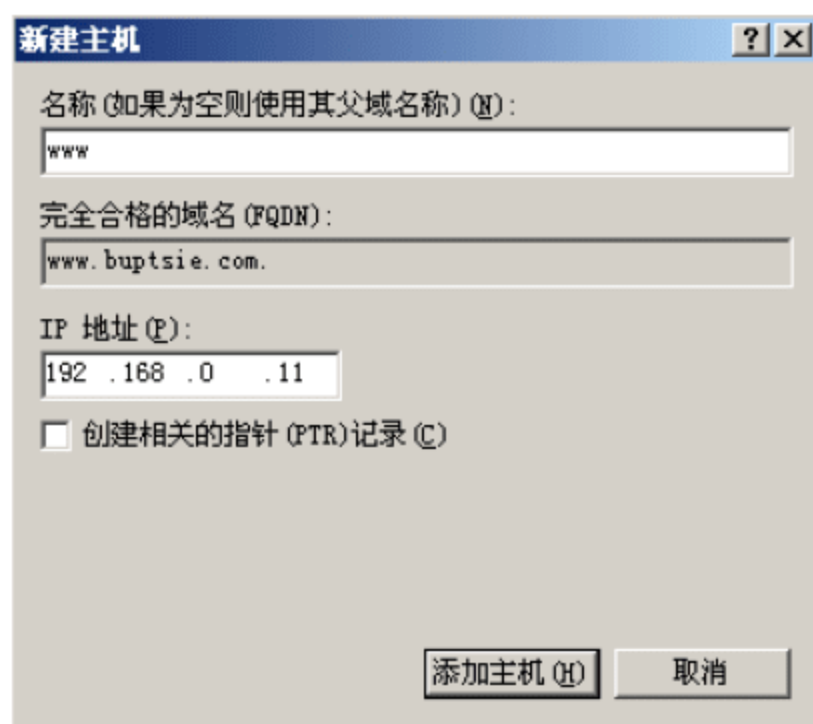 新建主机
名称(如果为空则使用其父域名称)(N):
www
完全合格的域名(FQDN):
www.buptsie.com.
IP 地址(P):
192 .168 .0 .11
创建相关的指针(PTR)记录(C)
添加主机(H) 取消